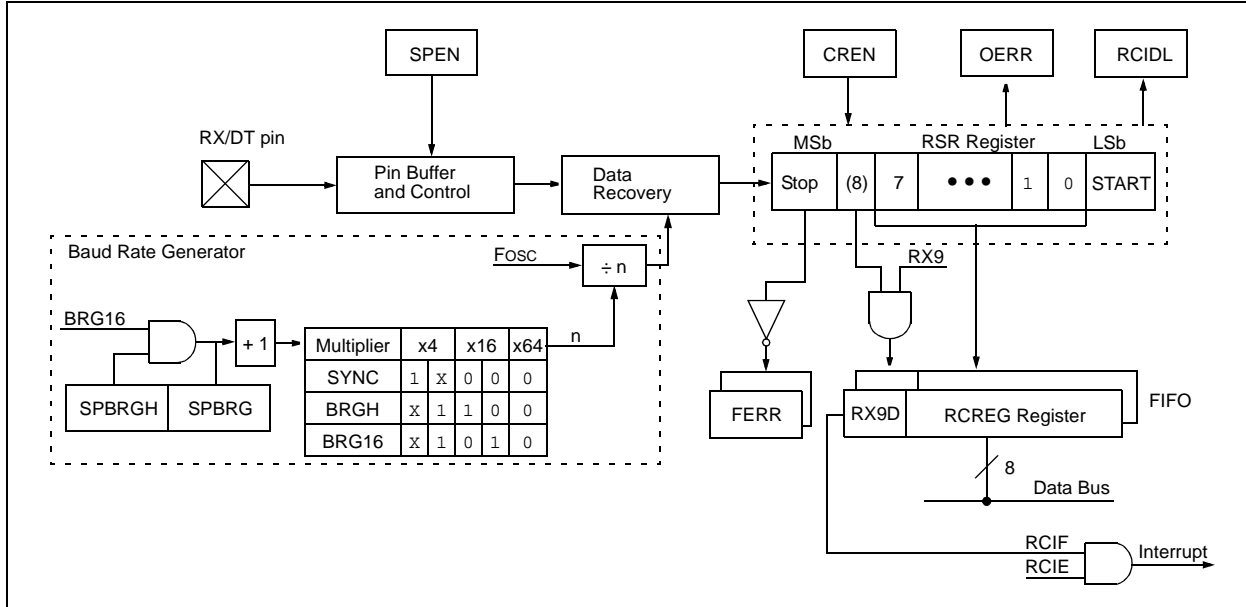 SPEN
CREN
OERR
RCIDL
RX/DT pin
MSb
RSR Register
LSb
Pin Buffer
and Control
Data
Recovery
Stop (8) 7 • • • 1 0 START
Baud Rate Generator
FOSC
÷ n
RX9
BRG16
+ 1
n
Multiplier x4 x16 x64
SYNC 1 X 0 0 0
BRGH X 1 1 0 0
BRG16 X 1 0 1 0
SPBRGH SPBRG
FERR
RX9D RCREG Register
FIFO
8
Data Bus
RCIF
RCIE
Interrupt